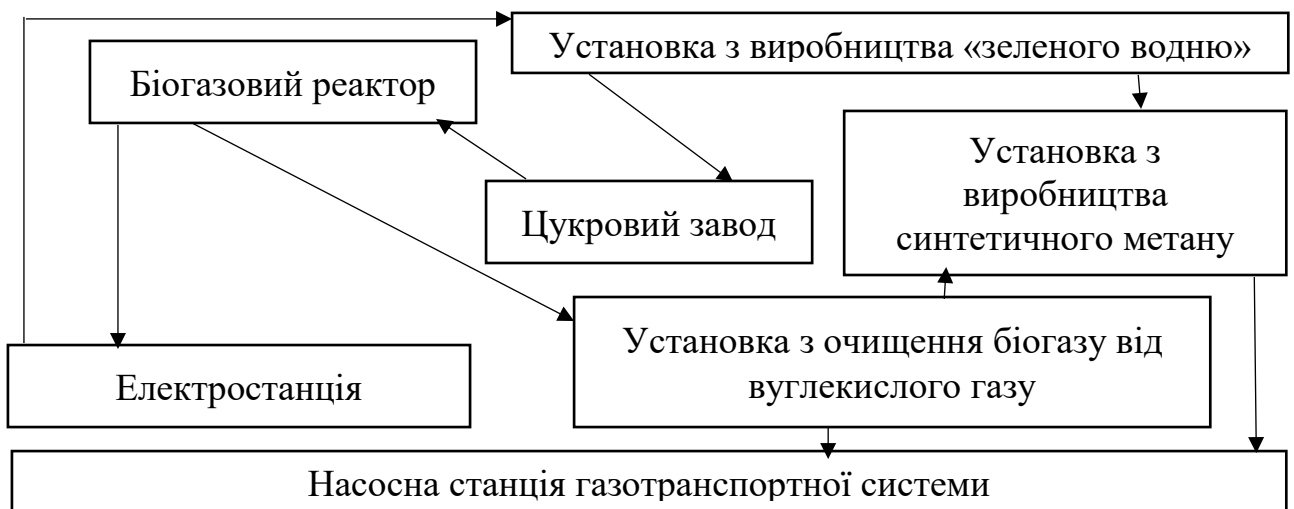 Установка з виробництва «зеленого водню»
Біогазовий реактор
Установка з
виробництва
синтетичного метану
Цукровий завод
Установка з очищення біогазу від
вуглекислого газу
Електростанція
Насосна станція газотранспортної системи